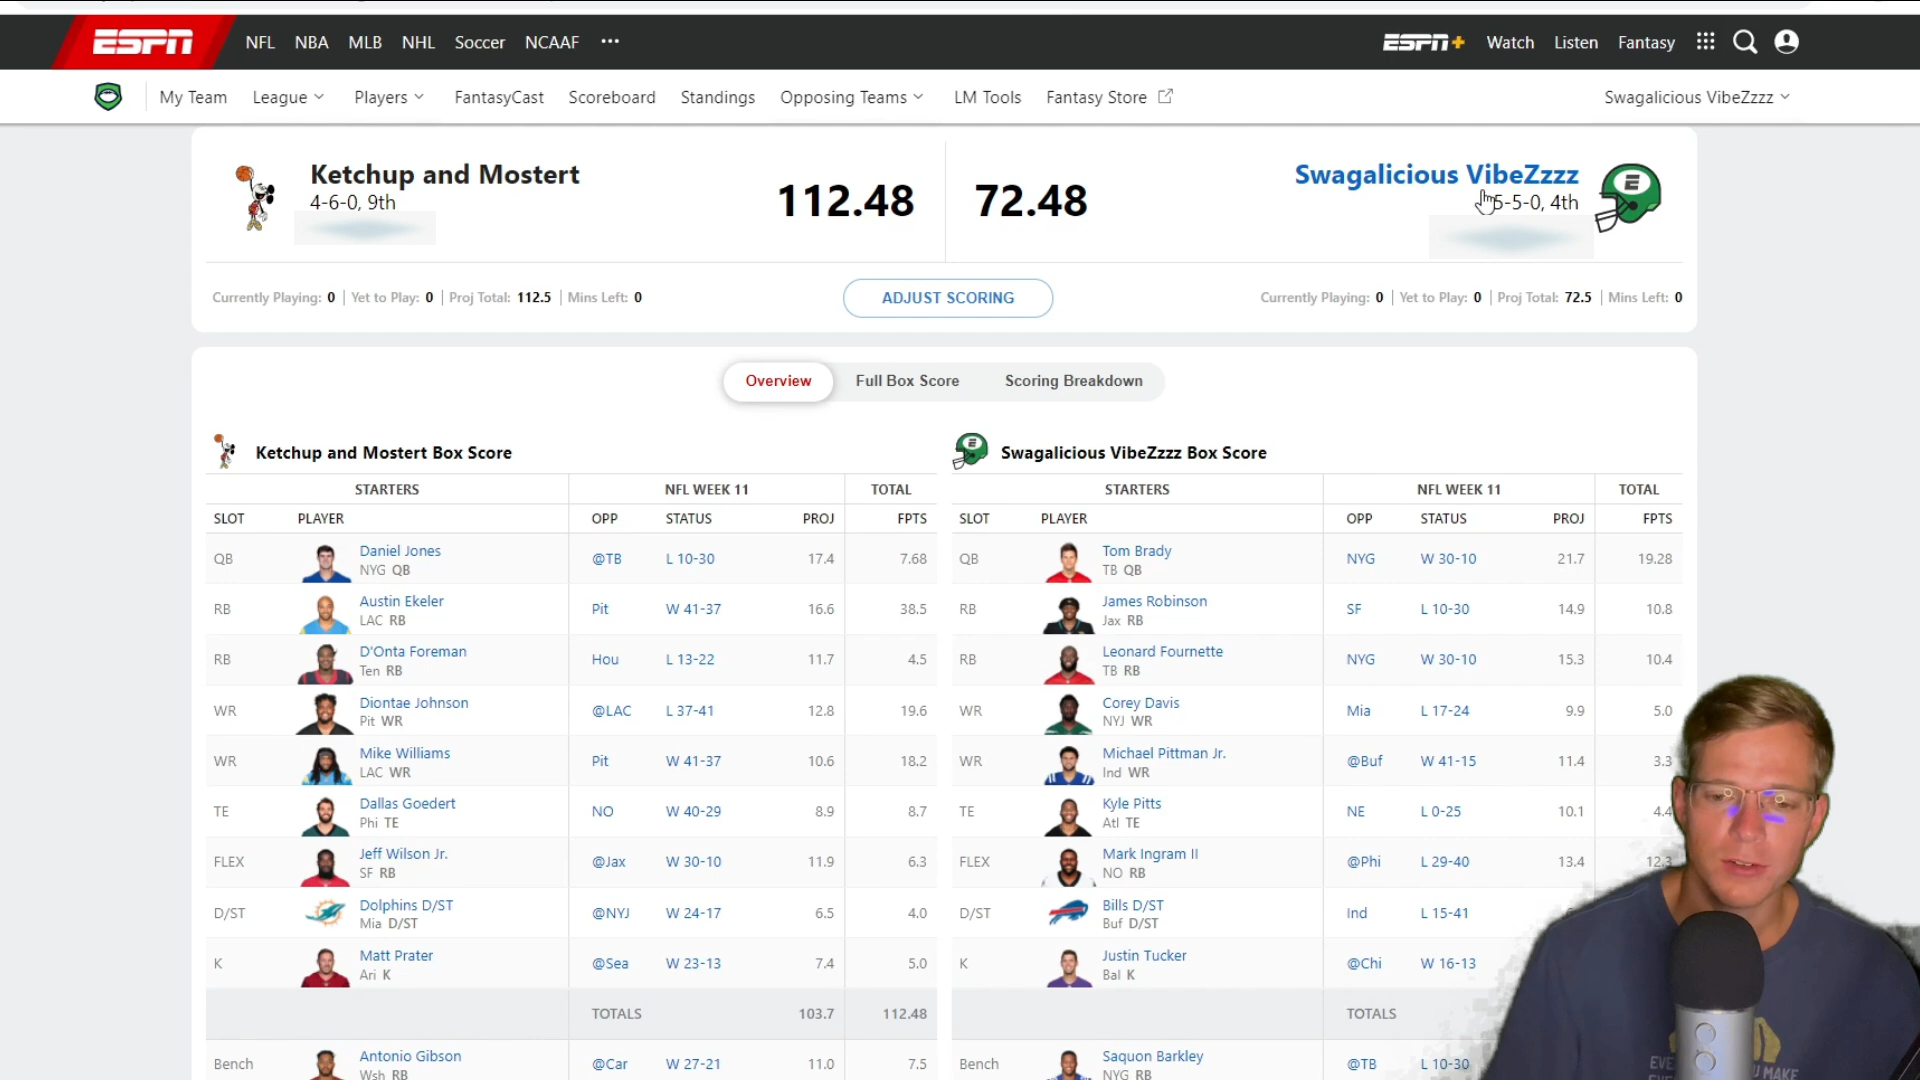 ESPN NFL NBA MLB NHL Soccer NCAAF ••• ESPN+ Watch Listen Fantasy
My Team League Players FantasyCast Scoreboard Standings Opposing Teams LM Tools Fantasy Store Swagalicious VibeZzzz
Ketchup and Mostert 112.48 72.48 Swagalicious VibeZzzz
4-6-0, 9th 5-5-0, 4th
Currently Playing: 0 Yet to Play: 0 Proj Total: 112.5 Mins Left: 0 ADJUST SCORING Currently Playing: 0 Yet to Play: 0 Proj Total: 72.5 Mins Left: 0
Overview Full Box Score Scoring Breakdown
Ketchup and Mostert Box Score
STARTERS NFL WEEK 11 TOTAL
SLOT PLAYER OPP STATUS PROJ FPTS
QB Daniel Jones NYG QB @TB L 10-30 17.4 7.68
RB Austin Ekeler LAC RB Pit W 41-37 16.6 38.5
RB D'Onta Foreman Ten RB Hou L 13-22 11.7 4.5
WR Diontae Johnson Pit WR @LAC L 37-41 12.8 19.6
WR Mike Williams LAC WR Pit W 41-37 10.6 18.2
TE Dallas Goedert Phi TE NO W 40-29 8.9 8.7
FLEX Jeff Wilson Jr. SF RB @Jax W 30-10 11.9 6.3
D/ST Dolphins D/ST Mia D/ST @NYJ W 24-17 6.5 4.0
K Matt Prater Ari K @Sea W 23-13 7.4 5.0
TOTALS 103.7 112.48
Bench Antonio Gibson Wsh RB @Car W 27-21 11.0 7.5
Swagalicious VibeZzzz Box Score
STARTERS NFL WEEK 11 TOTAL
SLOT PLAYER OPP STATUS PROJ FPTS
QB Tom Brady TB QB NYG W 30-10 21.7 19.28
RB James Robinson Jax RB SF L 10-30 14.9 10.8
RB Leonard Fournette TB RB NYG W 30-10 15.3 10.4
WR Corey Davis NYJ WR Mia L 17-24 9.9 5.0
WR Michael Pittman Jr. Ind WR @Buf W 41-15 11.4 3.3
TE Kyle Pitts Atl TE NE L 0-25 10.1 4.4
FLEX Mark Ingram II NO RB @Phi L 29-40 13.4 12.3
D/ST Bills D/ST Buf D/ST Ind L 15-41
K Justin Tucker Bal K @Chi W 16-13
TOTALS
Bench Saquon Barkley NYG RB @TB L 10-30